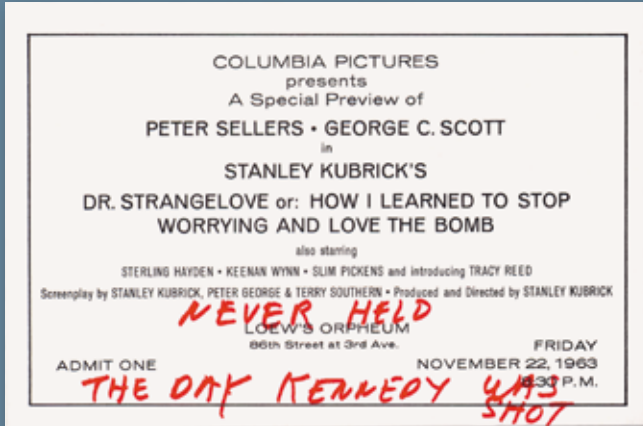 COLUMBIA PICTURES
presents
A Special Preview of
PETER SELLERS • GEORGE C. SCOTT
in
STANLEY KUBRICK'S
DR. STRANGELOVE or: HOW I LEARNED TO STOP
WORRYING AND LOVE THE BOMB
also starring
STERLING HAYDEN • KEENAN WYNN • SLIM PICKENS and introducing TRACY REED
Screenplay by STANLEY KUBRICK, PETER GEORGE & TERRY SOUTHERN • Produced and Directed by STANLEY KUBRICK
NEVER HELD
LOEW'S ORPHEUM
86th Street at 3rd Ave.
FRIDAY
ADMIT ONE
NOVEMBER 22, 1963
8:30 P.M.
THE DAY KENNEDY WAS
SHOT